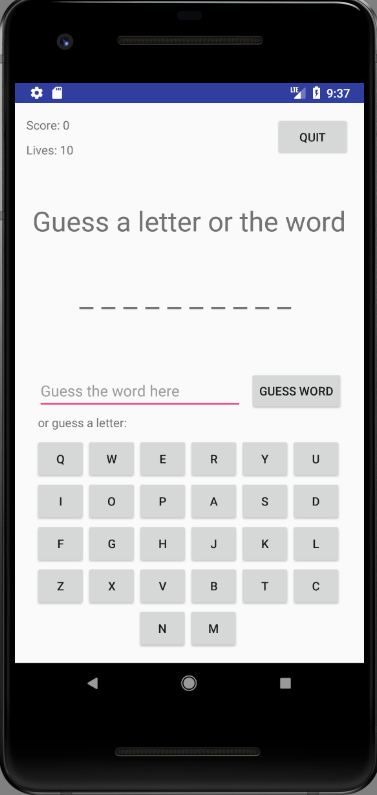 LTE 9:37
Score: 0
QUIT
Lives: 10
Guess a letter or the word
_ _ _ _ _ _ _ _ _ _
Guess the word here
GUESS WORD
or guess a letter:
Q W E R Y U
I O P A S D
F G H J K L
Z X V B T C
N M